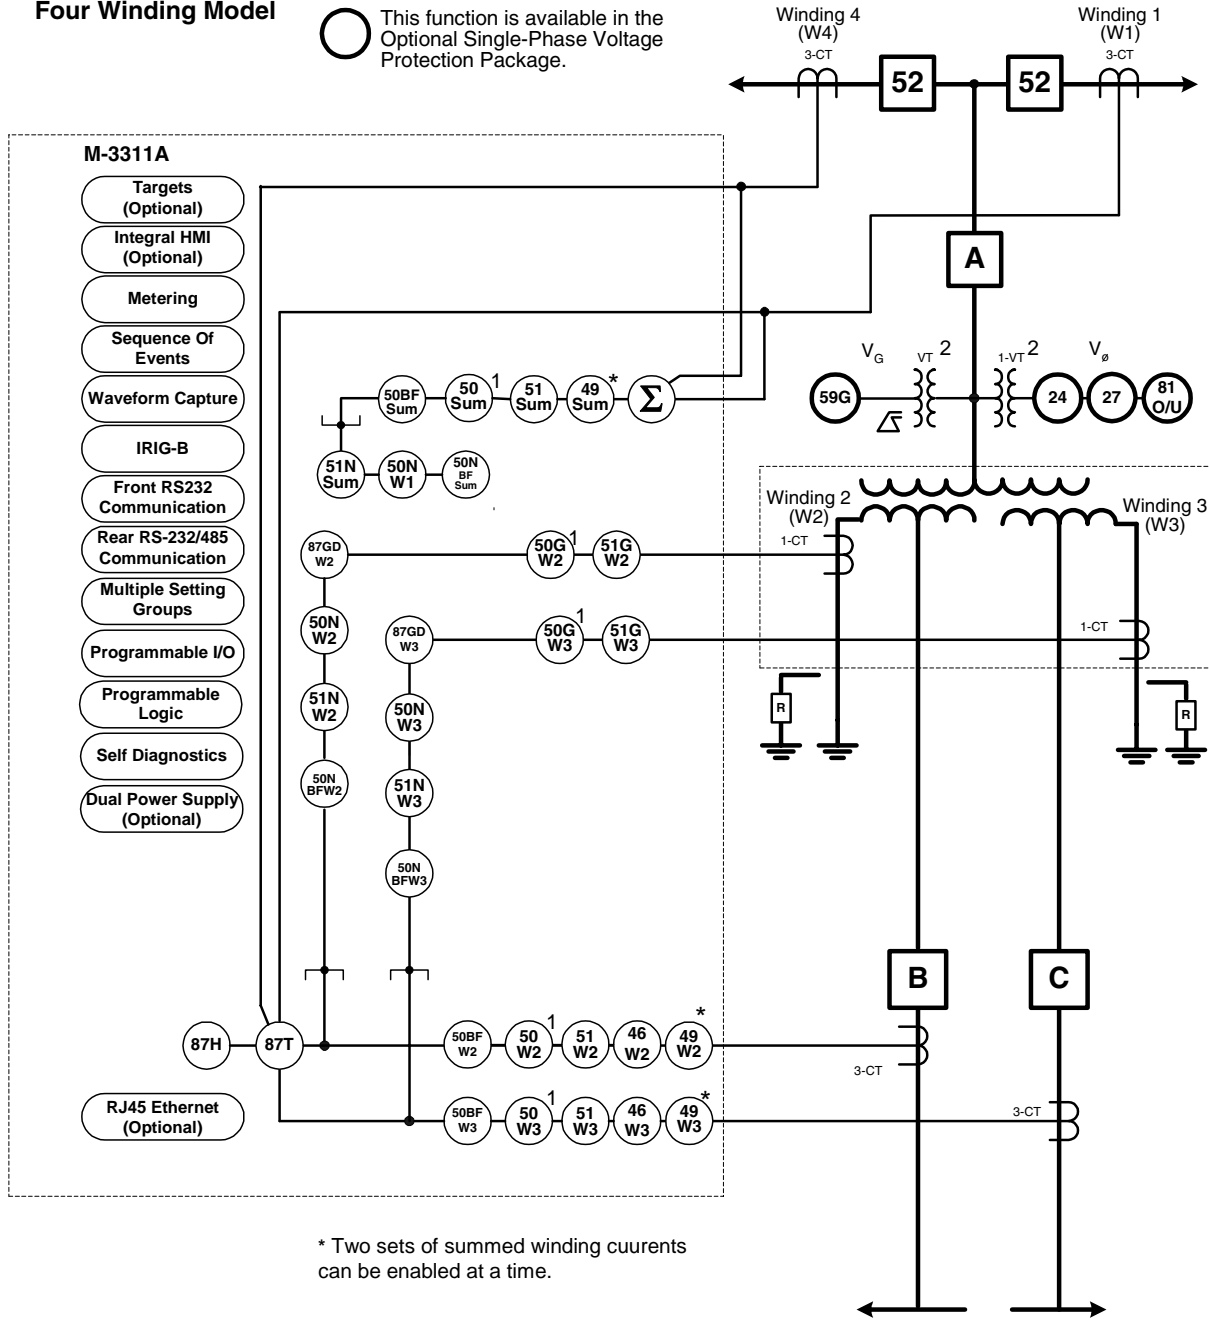 Four Winding Model
This function is available in the
Optional Single-Phase Voltage
Protection Package.
Winding 4
(W4)
3-CT
Winding 1
(W1)
3-CT
52
52
M-3311A
Targets
(Optional)
Integral HMI
(Optional)
Metering
Sequence Of
Events
Waveform Capture
IRIG-B
Front RS232
Communication
Rear RS-232/485
Communication
Multiple Setting
Groups
Programmable I/O
Programmable
Logic
Self Diagnostics
Dual Power Supply
(Optional)
RJ45 Ethernet
(Optional)
A
VG
VT 2
1-VT 2
Vø
59G
24
27
81
O/U
50BF
Sum
50
Sum
1
51
Sum
49
Sum
*
Σ
51N
Sum
50N
W1
50N
BF
Sum
Winding 2
(W2)
1-CT
Winding 3
(W3)
1-CT
87GD
W2
50G
W2
1
51G
W2
50N
W2
87GD
W3
50G
W3
1
51G
W3
51N
W2
50N
W3
R
R
50N
BFW2
51N
W3
50N
BFW3
B
C
87H
87T
50BF
W2
50
W2
1
51
W2
46
W2
49
W2
*
3-CT
50BF
W3
50
W3
1
51
W3
46
W3
49
W3
*
3-CT
* Two sets of summed winding cuurents
can be enabled at a time.